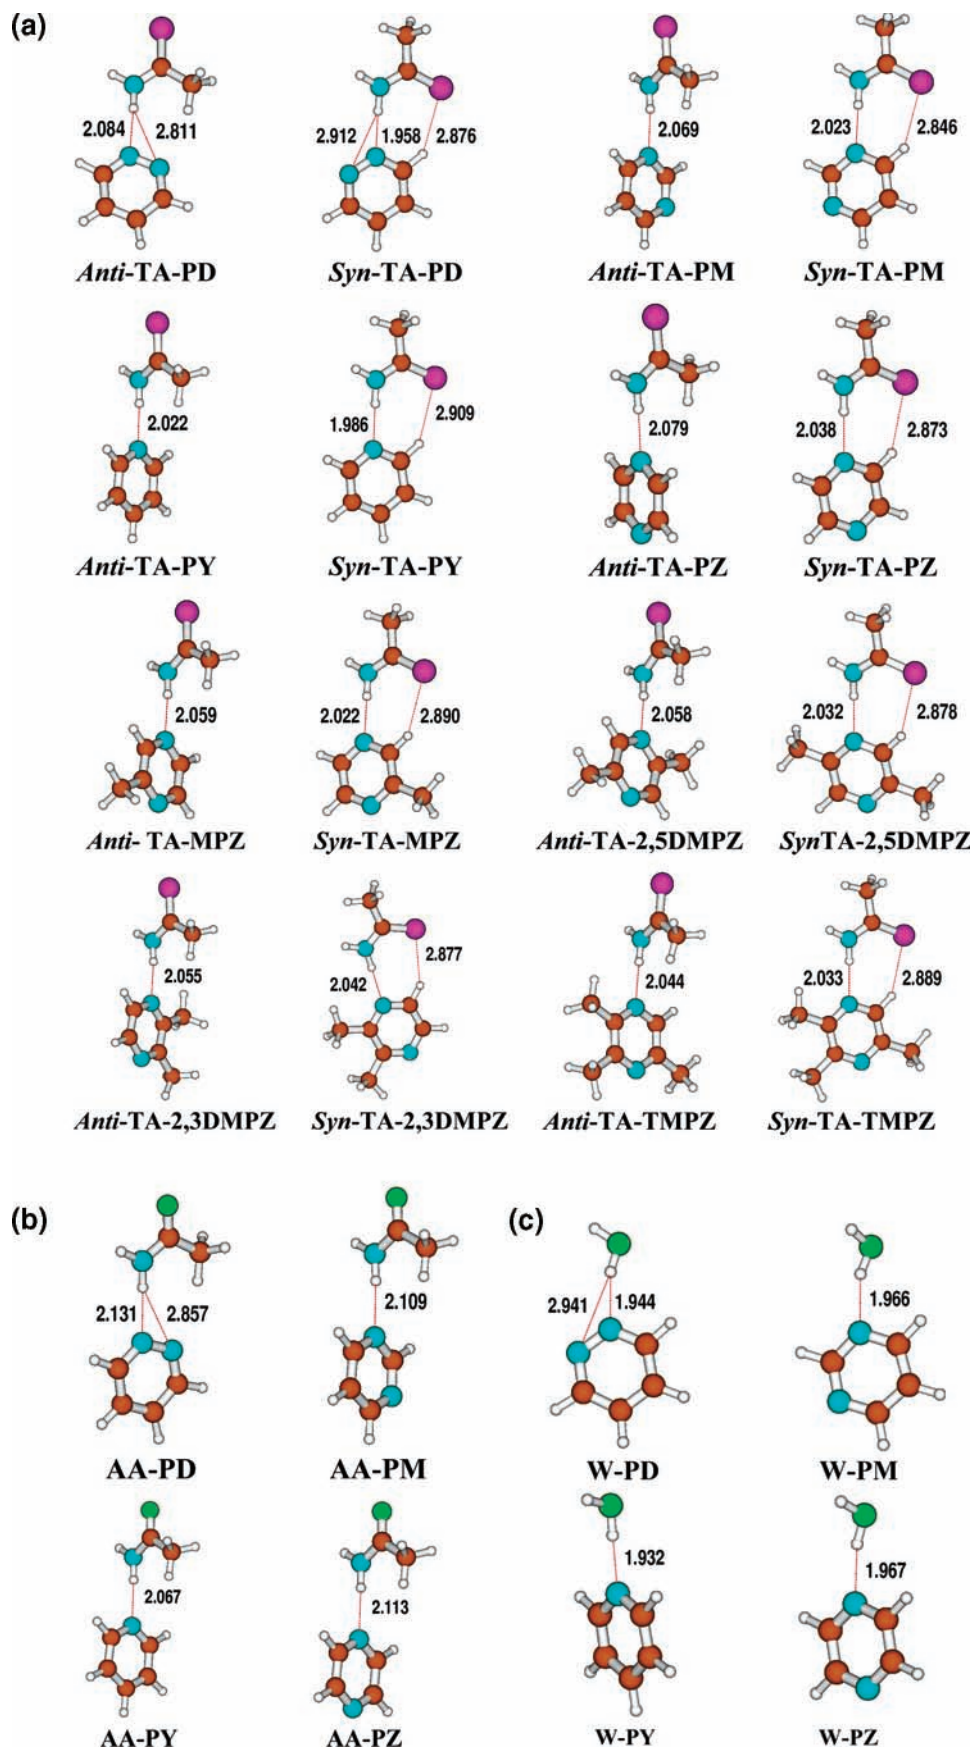 (a)
2.084 2.811 2.912 1.958 2.876 2.069 2.023 2.846
Anti-TA-PD Syn-TA-PD Anti-TA-PM Syn-TA-PM
2.022 1.986 2.909 2.079 2.038 2.873
Anti-TA-PY Syn-TA-PY Anti-TA-PZ Syn-TA-PZ
2.059 2.022 2.890 2.058 2.032 2.878
Anti- TA-MPZ Syn-TA-MPZ Anti-TA-2,5DMPZ SynTA-2,5DMPZ
2.055 2.042 2.877 2.044 2.033 2.889
Anti-TA-2,3DMPZ Syn-TA-2,3DMPZ Anti-TA-TMPZ Syn-TA-TMPZ
(b) (c)
2.131 2.857 2.109 2.941 1.944 1.966
AA-PD AA-PM W-PD W-PM
2.067 2.113 1.932 1.967
AA-PY AA-PZ W-PY W-PZ